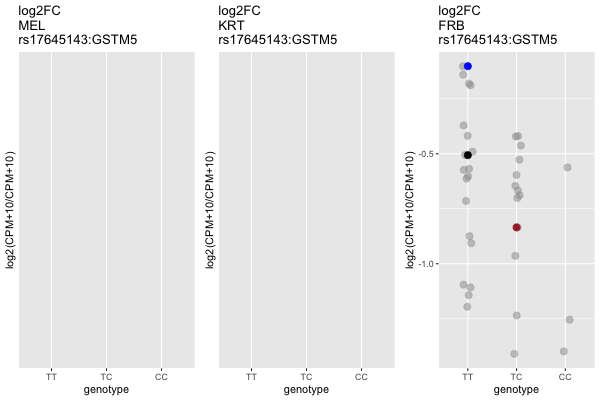 log2FC
MEL
rs17645143:GSTM5
log2(CPM+10/CPM+10)
TT TC CC
genotype
log2FC
KRT
rs17645143:GSTM5
log2(CPM+10/CPM+10)
TT TC CC
genotype
log2FC
FRB
rs17645143:GSTM5
log2(CPM+10/CPM+10)
-0.5
-1.0
TT TC CC
genotype